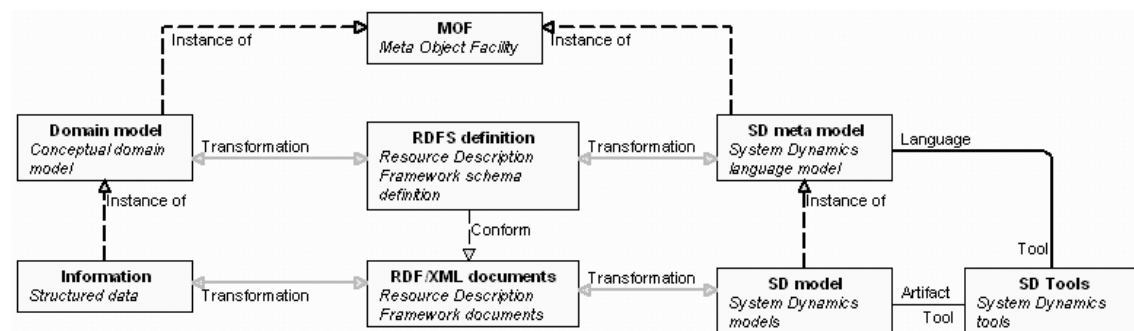 MOF
Meta Object Facility
Instance of
Instance of
Domain model
Conceptual domain
model
Transformation
RDFS definition
Resource Description
Framework schema
definition
Transformation
SD meta model
System Dynamics
language model
Language
Instance of
Conform
Instance of
Tool
Information
Structured data
Transformation
RDF/XML documents
Resource Description
Framework documents
Transformation
SD model
System Dynamics
models
Artifact
Tool
SD Tools
System Dynamics
tools